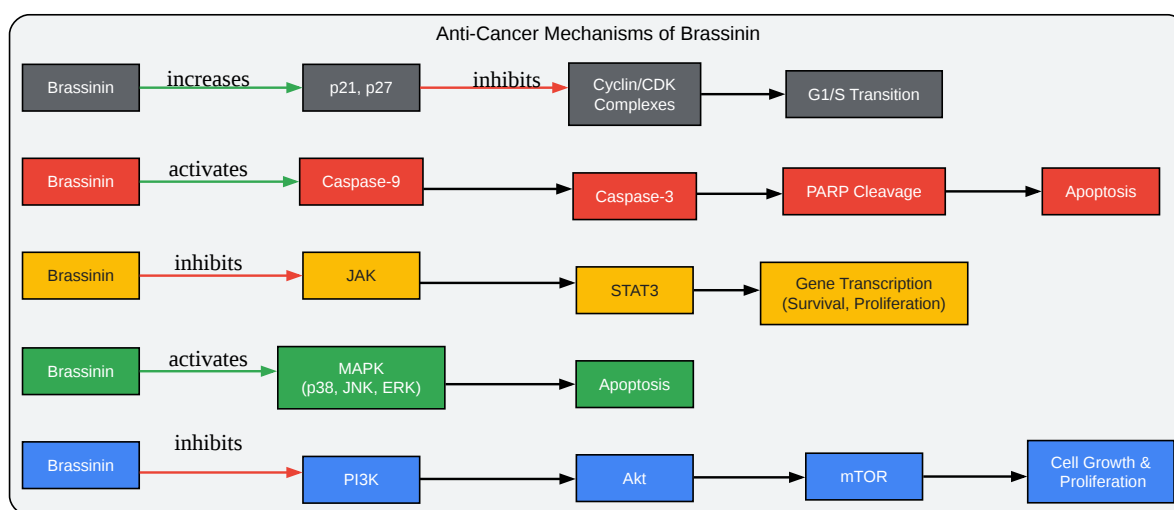 Anti-Cancer Mechanisms of Brassinin
Brassinin
increases
p21, p27
inhibits
Cyclin/CDK
Complexes
G1/S Transition
Brassinin
activates
Caspase-9
Caspase-3
PARP Cleavage
Apoptosis
Brassinin
inhibits
JAK
STAT3
Gene Transcription
(Survival, Proliferation)
Brassinin
activates
MAPK
(p38, JNK, ERK)
Apoptosis
Brassinin
inhibits
PI3K
Akt
mTOR
Cell Growth &
Proliferation